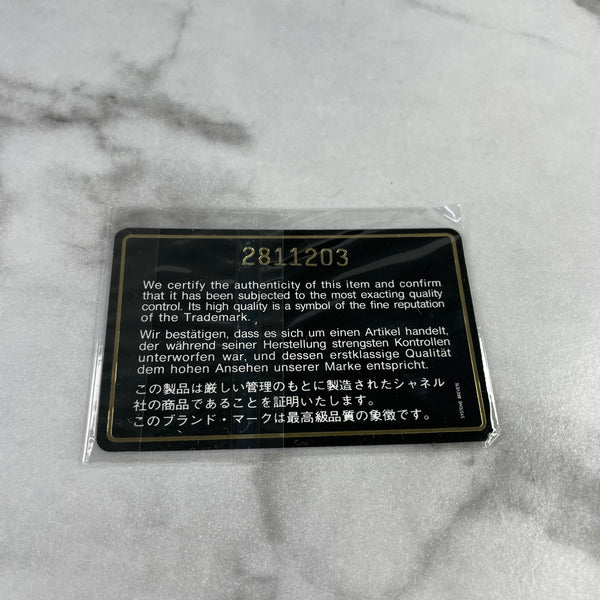 2811203
We certify the authenticity of this item and confirm
that it has been subjected to the most exacting quality
control. Its high quality is a symbol of the fine reputation
of the Trademark.
Wir bestätigen, dass es sich um einen Artikel handelt,
der während seiner Herstellung strengsten Kontrollen
unterworfen war, und dessen erstklassige Qualität
dem hohen Ansehen unserer Marke entspricht.
この製品は厳しい管理のもとに製造されたシャネル
社の商品であることを証明いたします。
このブランド・マークは最高級品質の象徴です。